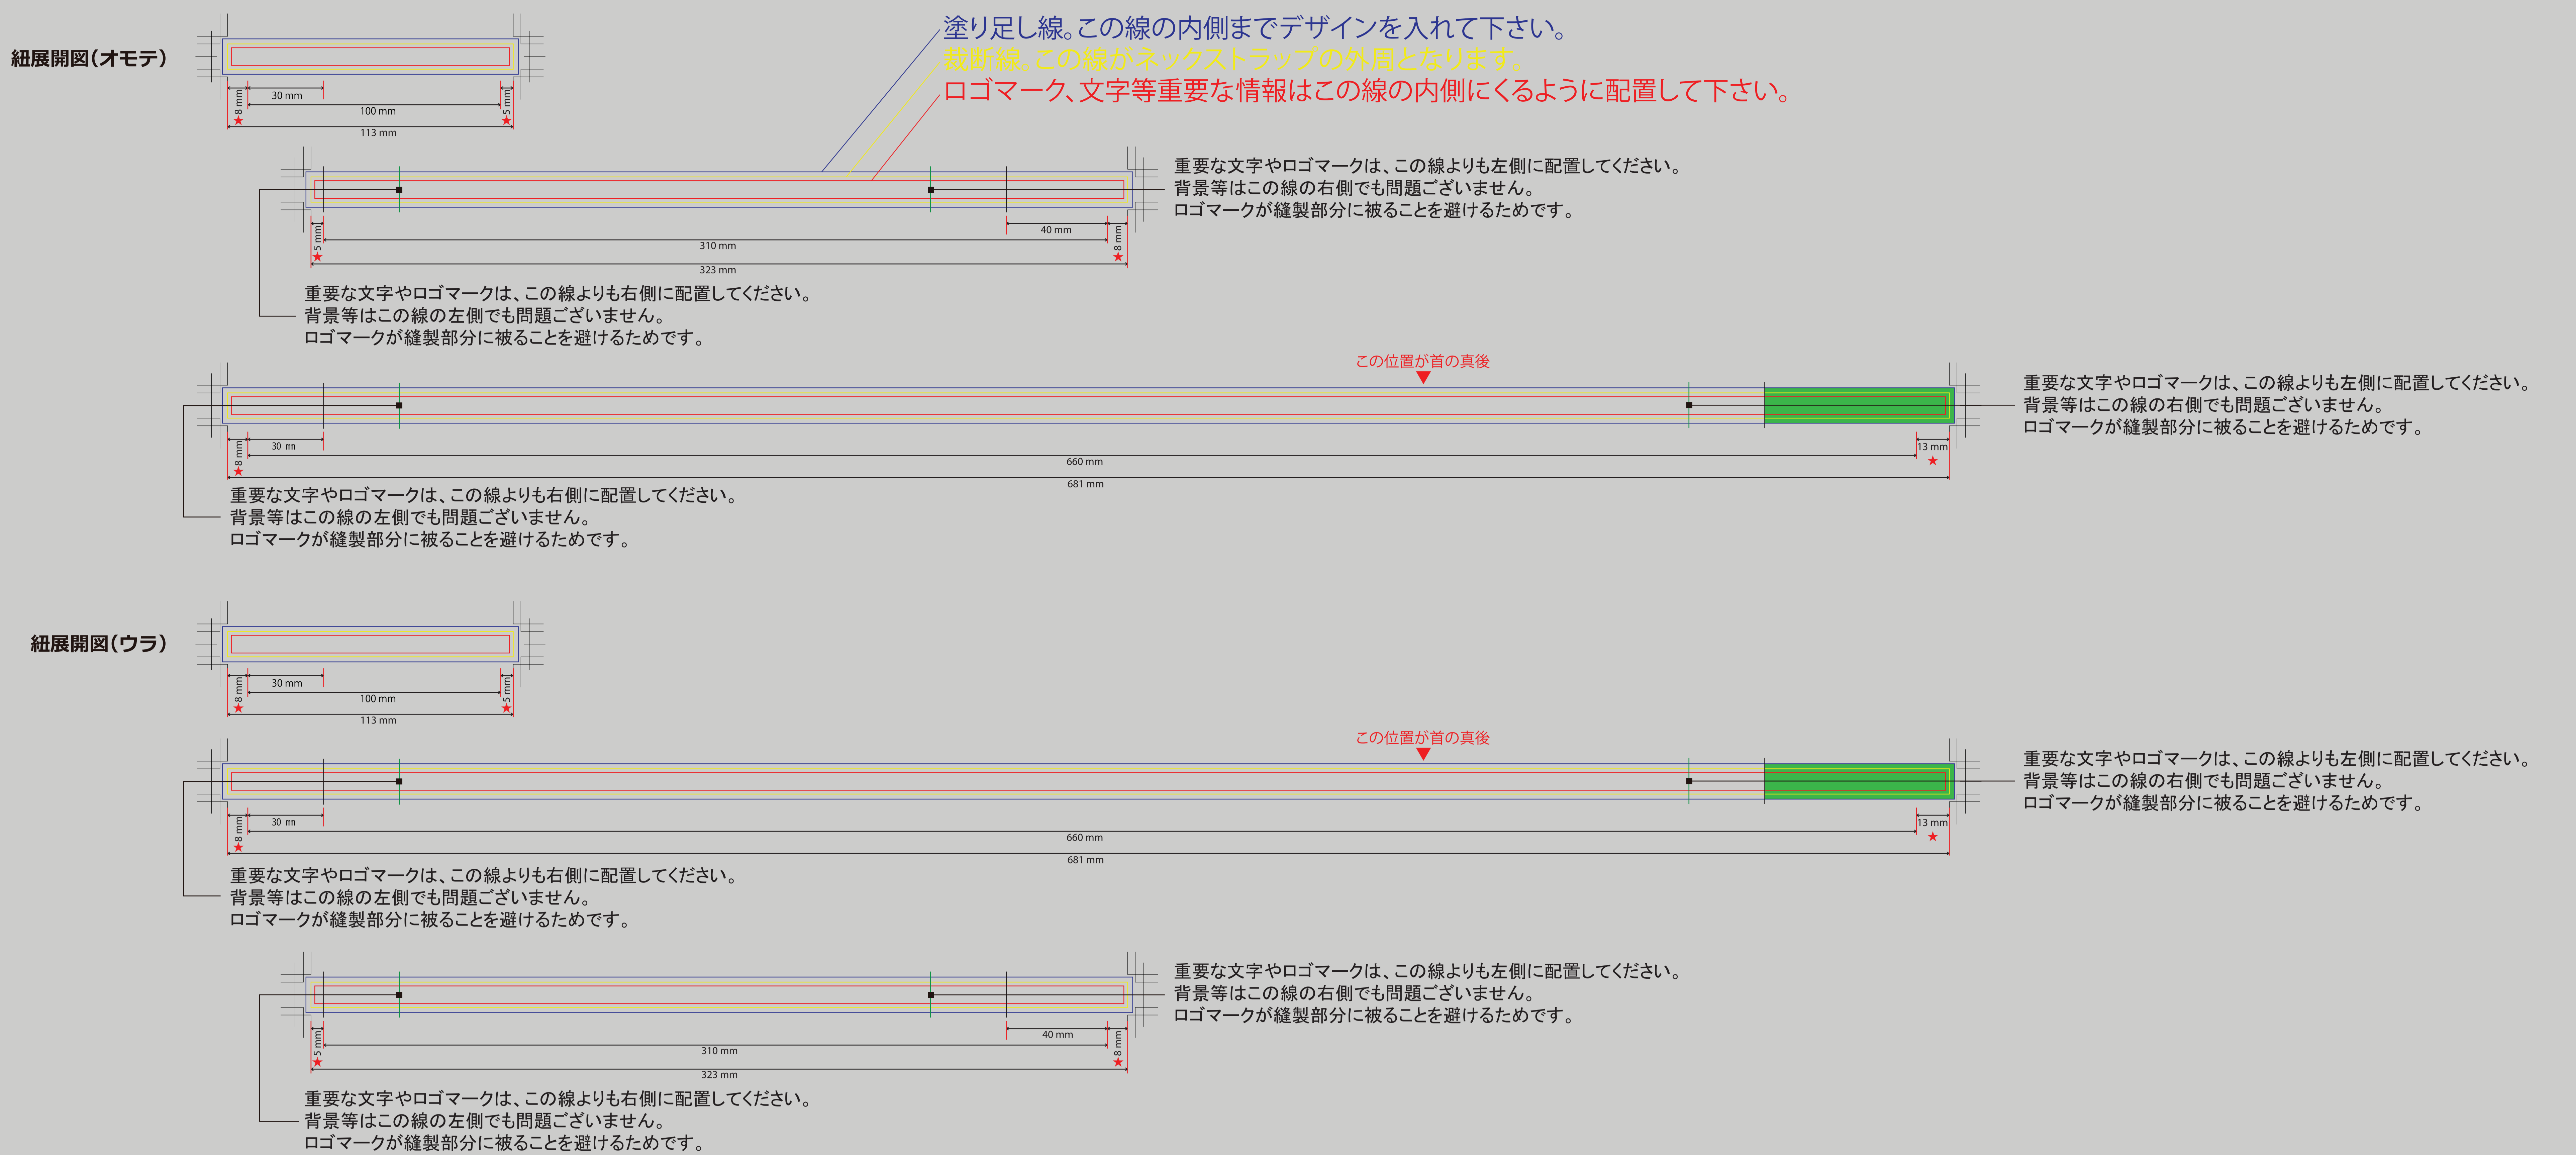 塗り足し線。この線の内側までデザインを入れて下さい。
裁断線。この線がネックストラップの外周となります。
ロゴマーク、文字等重要な情報はこの線の内側にくるように配置して下さい。
紐展開図(オモテ)
8 mm
30 mm
5 mm
100 mm
★
★
113 mm
重要な文字やロゴマークは、この線よりも左側に配置してください。
背景等はこの線の右側でも問題ございません。
ロゴマークが縫製部分に被ることを避けるためです。
5 mm
40 mm
8 mm
310 mm
★
★
323 mm
重要な文字やロゴマークは、この線よりも右側に配置してください。
背景等はこの線の左側でも問題ございません。
ロゴマークが縫製部分に被ることを避けるためです。
この位置が首の真後
重要な文字やロゴマークは、この線よりも左側に配置してください。
背景等はこの線の右側でも問題ございません。
ロゴマークが縫製部分に被ることを避けるためです。
8 mm
30 mm
13 mm
660 mm
★
★
681 mm
重要な文字やロゴマークは、この線よりも右側に配置してください。
背景等はこの線の左側でも問題ございません。
ロゴマークが縫製部分に被ることを避けるためです。
紐展開図(ウラ)
8 mm
30 mm
5 mm
100 mm
★
★
113 mm
この位置が首の真後
重要な文字やロゴマークは、この線よりも左側に配置してください。
背景等はこの線の右側でも問題ございません。
ロゴマークが縫製部分に被ることを避けるためです。
8 mm
30 mm
13 mm
660 mm
★
★
681 mm
重要な文字やロゴマークは、この線よりも右側に配置してください。
背景等はこの線の左側でも問題ございません。
ロゴマークが縫製部分に被ることを避けるためです。
重要な文字やロゴマークは、この線よりも左側に配置してください。
背景等はこの線の右側でも問題ございません。
ロゴマークが縫製部分に被ることを避けるためです。
5 mm
40 mm
8 mm
310 mm
★
★
323 mm
重要な文字やロゴマークは、この線よりも右側に配置してください。
背景等はこの線の左側でも問題ございません。
ロゴマークが縫製部分に被ることを避けるためです。